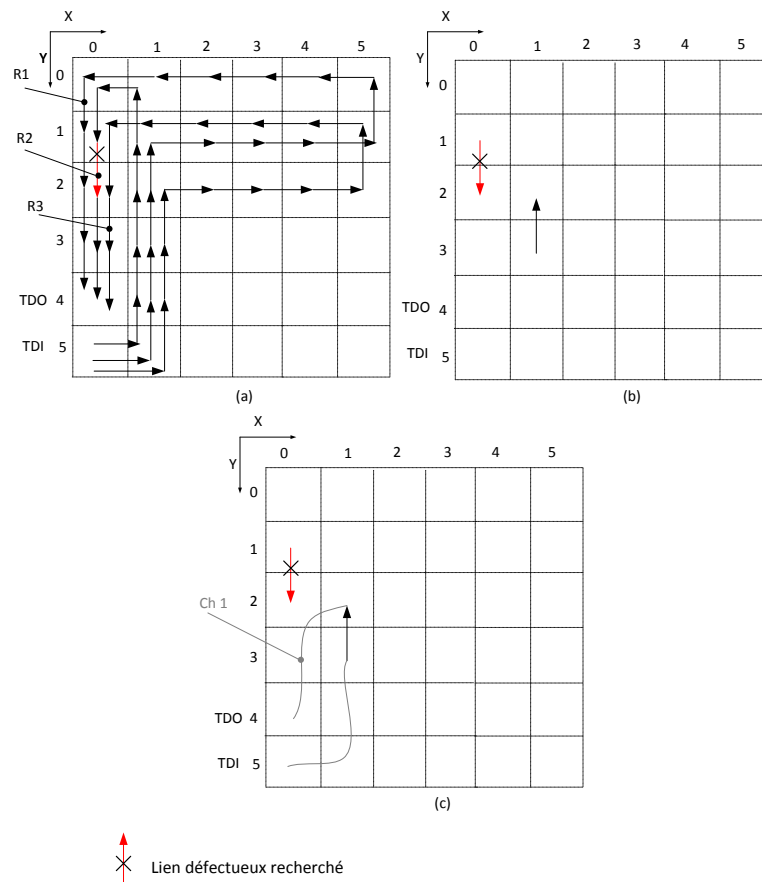 X
0 1 2 3 4 5
Y
0
R1
1
R2
2
R3
3
TDO 4
TDI 5
(a)
X
0 1 2 3 4 5
Y
0
1
2
3
TDO 4
TDI 5
(b)
X
0 1 2 3 4 5
Y
0
1
2
Ch 1
3
TDO 4
TDI 5
(c)
Lien défectueux recherché